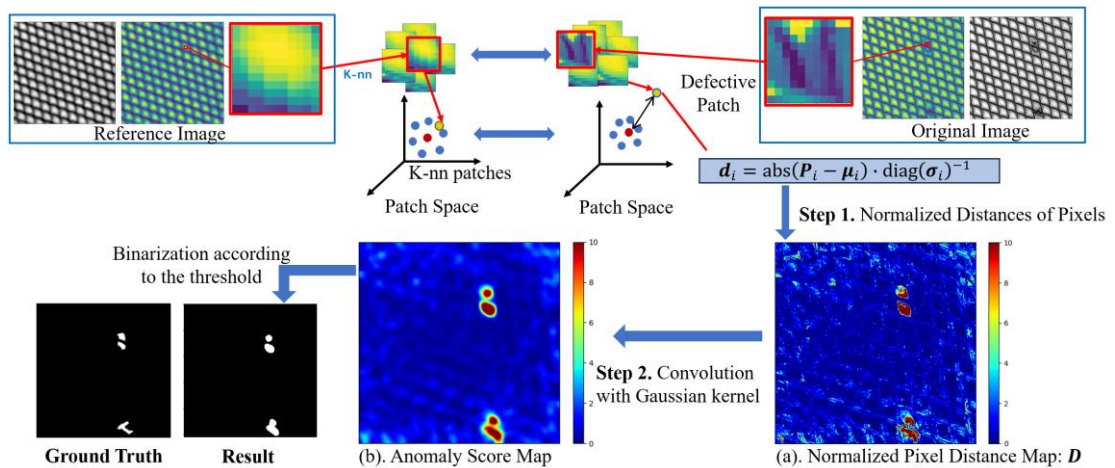 K-nn
Defective
Patch
Reference Image
Original Image
K-nn patches
Patch Space
Patch Space
d_i = abs(P_i − μ_i) · diag(σ_i)^{-1}
Step 1. Normalized Distances of Pixels
Binarization according
to the threshold
10
8
6
4
2
0
10
8
6
4
2
0
Step 2. Convolution
with Gaussian kernel
Ground Truth
Result
(b). Anomaly Score Map
(a). Normalized Pixel Distance Map: D